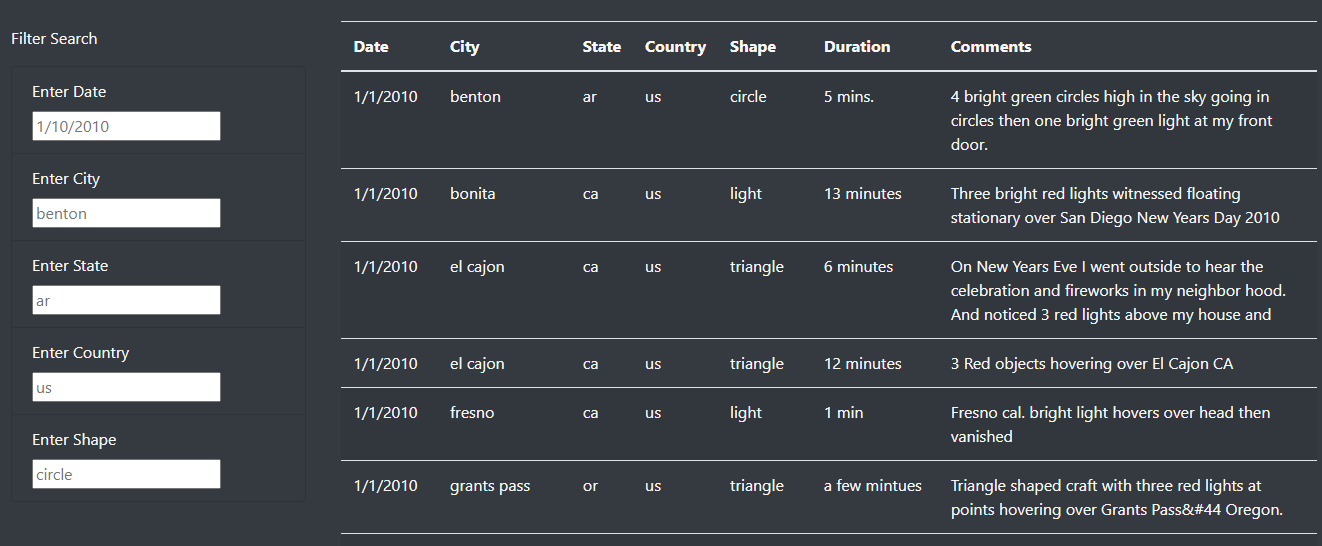 Filter Search
Enter Date
1/10/2010
Enter City
benton
Enter State
ar
Enter Country
us
Enter Shape
circle
Date City State Country Shape Duration Comments
1/1/2010 benton ar us circle 5 mins. 4 bright green circles high in the sky going in
circles then one bright green light at my front
door.
1/1/2010 bonita ca us light 13 minutes Three bright red lights witnessed floating
stationary over San Diego New Years Day 2010
1/1/2010 el cajon ca us triangle 6 minutes On New Years Eve I went outside to hear the
celebration and fireworks in my neighbor hood.
And noticed 3 red lights above my house and
1/1/2010 el cajon ca us triangle 12 minutes 3 Red objects hovering over El Cajon CA
1/1/2010 fresno ca us light 1 min Fresno cal. bright light hovers over head then
vanished
1/1/2010 grants pass or us triangle a few mintues Triangle shaped craft with three red lights at
points hovering over Grants Pass&#44 Oregon.